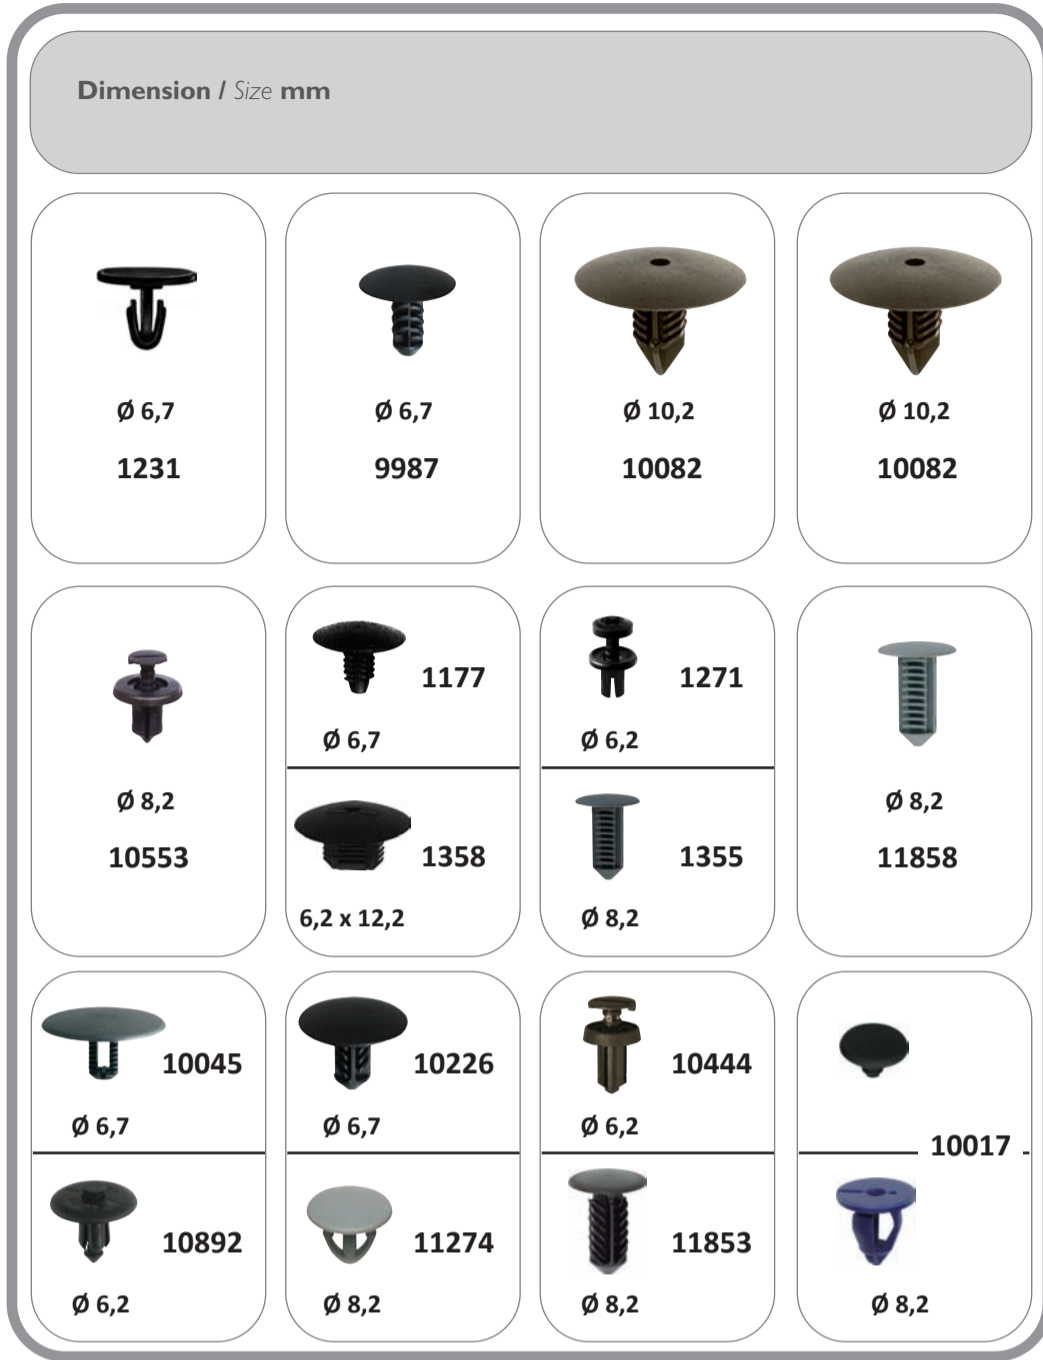 Dimension / Size mm
Ø 6,7
1231
Ø 6,7
9987
Ø 10,2
10082
Ø 10,2
10082
Ø 8,2
10553
1177
Ø 6,7
1358
6,2 x 12,2
1271
Ø 6,2
1355
Ø 8,2
Ø 8,2
11858
10045
Ø 6,7
10892
Ø 6,2
10226
Ø 6,7
11274
Ø 8,2
10444
Ø 6,2
11853
Ø 8,2
10017
Ø 8,2